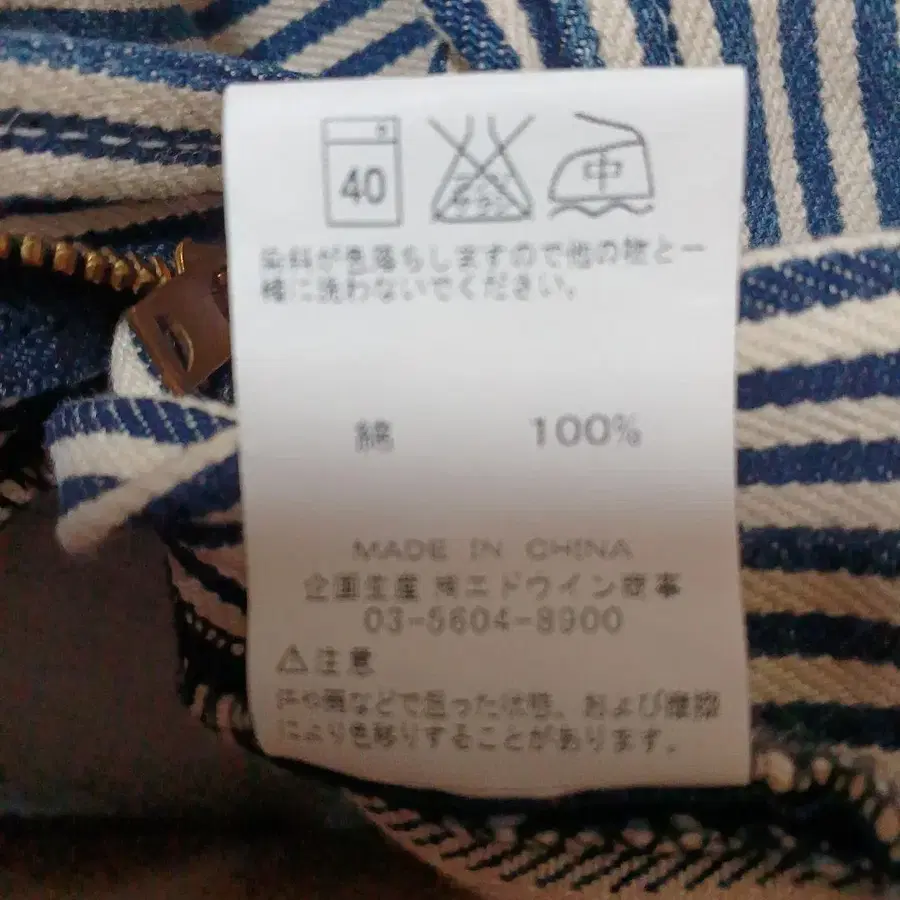 40
中
染料が色落ちしますので他の物と一
緒に洗わないでください。
綿 100%
MADE IN CHINA
企画生産 ㈱エドウイン商事
03-5604-8900
⚠注意
汗や雨などで湿った状態、および摩擦
により色移りすることがあります。